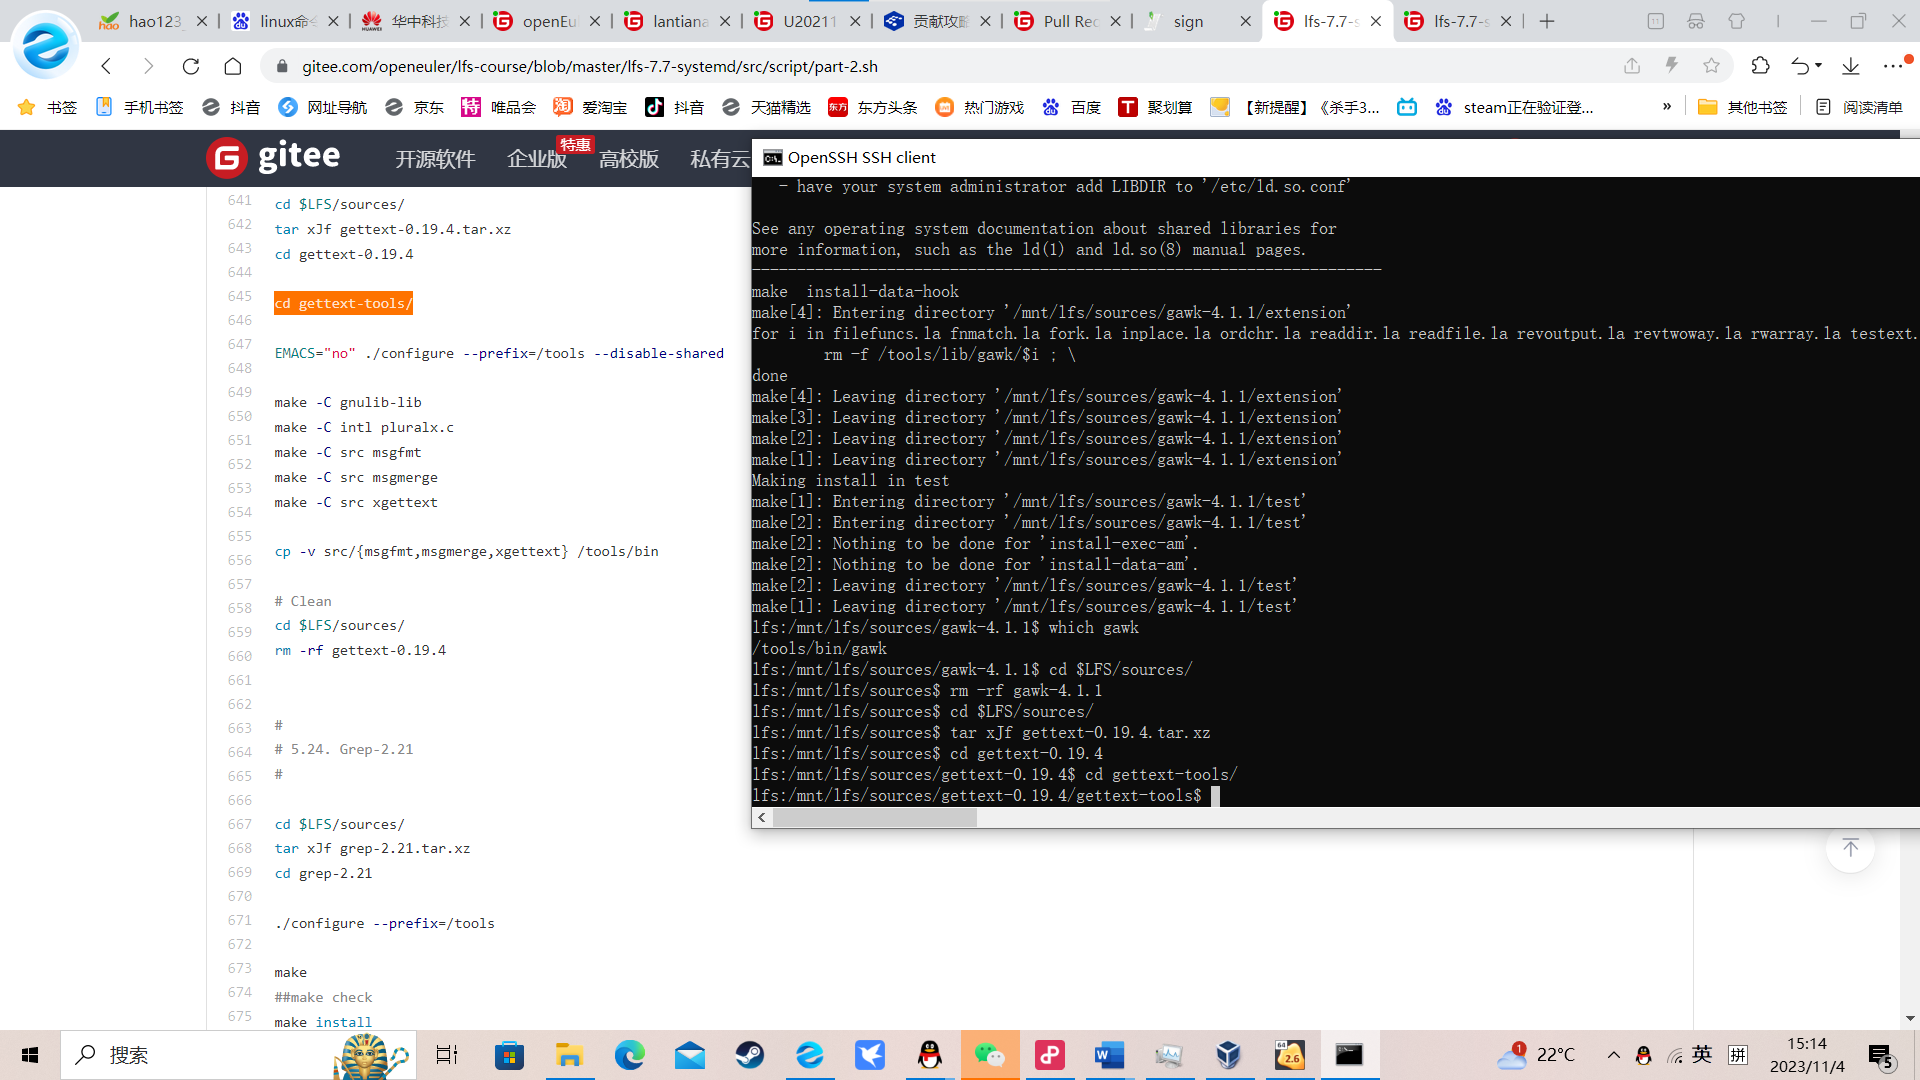 hao123_
linux命令
华中科技
openEul
lantiana
U20211
贡献攻略
Pull Rec
sign
lfs-7.7-s
lfs-7.7-s
gitee.com/openeuler/lfs-course/blob/master/lfs-7.7-systemd/src/script/part-2.sh
书签
手机书签
抖音
网址导航
京东
特
唯品会
淘
爱淘宝
抖音
天猫精选
东方
东方头条
热门游戏
百度
T
聚划算
【新提醒】《杀手3...
steam正在验证登...
»
其他书签
阅读清单
gitee
开源软件
企业版
特惠
高校版
私有云
641 cd $LFS/sources/
642 tar xJf gettext-0.19.4.tar.xz
643 cd gettext-0.19.4
644
645 cd gettext-tools/
646
647 EMACS="no" ./configure --prefix=/tools --disable-shared
648
649 make -C gnulib-lib
650 make -C intl pluralx.c
651 make -C src msgfmt
652 make -C src msgmerge
653 make -C src xgettext
654
655 cp -v src/{msgfmt,msgmerge,xgettext} /tools/bin
656
657 # Clean
658 cd $LFS/sources/
659 rm -rf gettext-0.19.4
660
661
662 #
663 # 5.24. Grep-2.21
664 #
665
666 cd $LFS/sources/
667 tar xJf grep-2.21.tar.xz
668 cd grep-2.21
669
670 ./configure --prefix=/tools
671
672 make
673 ##make check
674 make install
675
OpenSSH SSH client
- have your system administrator add LIBDIR to '/etc/ld.so.conf'
See any operating system documentation about shared libraries for
more information, such as the ld(1) and ld.so(8) manual pages.
----------------------------------------------------------------------
make  install-data-hook
make[4]: Entering directory '/mnt/lfs/sources/gawk-4.1.1/extension'
for i in filefuncs.la fnmatch.la fork.la inplace.la ordchr.la readdir.la readfile.la revoutput.la revtwoway.la rwarray.la testext.
rm -f /tools/lib/gawk/$i ; \
done
make[4]: Leaving directory '/mnt/lfs/sources/gawk-4.1.1/extension'
make[3]: Leaving directory '/mnt/lfs/sources/gawk-4.1.1/extension'
make[2]: Leaving directory '/mnt/lfs/sources/gawk-4.1.1/extension'
make[1]: Leaving directory '/mnt/lfs/sources/gawk-4.1.1/extension'
Making install in test
make[1]: Entering directory '/mnt/lfs/sources/gawk-4.1.1/test'
make[2]: Entering directory '/mnt/lfs/sources/gawk-4.1.1/test'
make[2]: Nothing to be done for 'install-exec-am'.
make[2]: Nothing to be done for 'install-data-am'.
make[2]: Leaving directory '/mnt/lfs/sources/gawk-4.1.1/test'
make[1]: Leaving directory '/mnt/lfs/sources/gawk-4.1.1/test'
lfs:/mnt/lfs/sources/gawk-4.1.1$ which gawk
/tools/bin/gawk
lfs:/mnt/lfs/sources/gawk-4.1.1$ cd $LFS/sources/
lfs:/mnt/lfs/sources$ rm -rf gawk-4.1.1
lfs:/mnt/lfs/sources$ cd $LFS/sources/
lfs:/mnt/lfs/sources$ tar xJf gettext-0.19.4.tar.xz
lfs:/mnt/lfs/sources$ cd gettext-0.19.4
lfs:/mnt/lfs/sources/gettext-0.19.4$ cd gettext-tools/
lfs:/mnt/lfs/sources/gettext-0.19.4/gettext-tools$
搜索
64
2.6
1
22°C
英
拼
15:14
2023/11/4
5